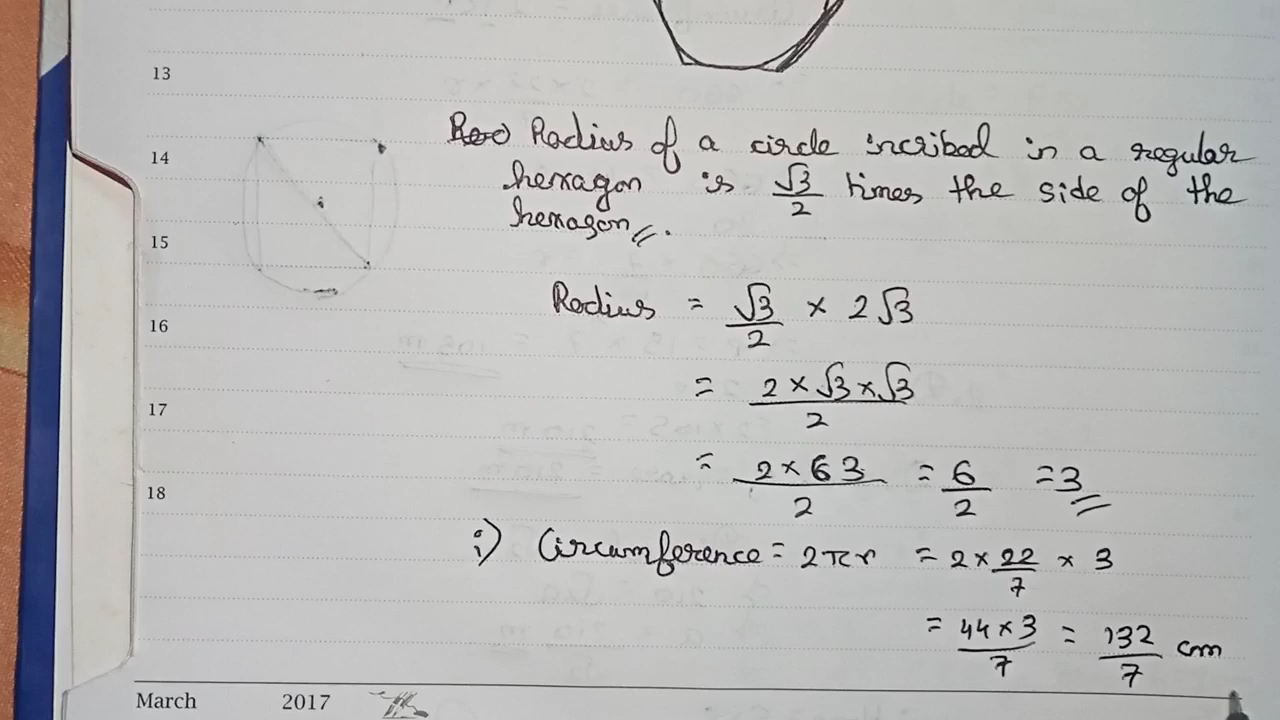 13
Radius of a circle incribed in a regular
14
hexagon is √3/2 times the side of the
hexagon.
15
Radius = √3/2 × 2√3
16
= 2×√3×√3/2
17
= 2×63/2 = 6/2 = 3
18
i) Circumference = 2πr = 2×22/7 × 3
= 44×3/7 = 132/7 cm
March 2017